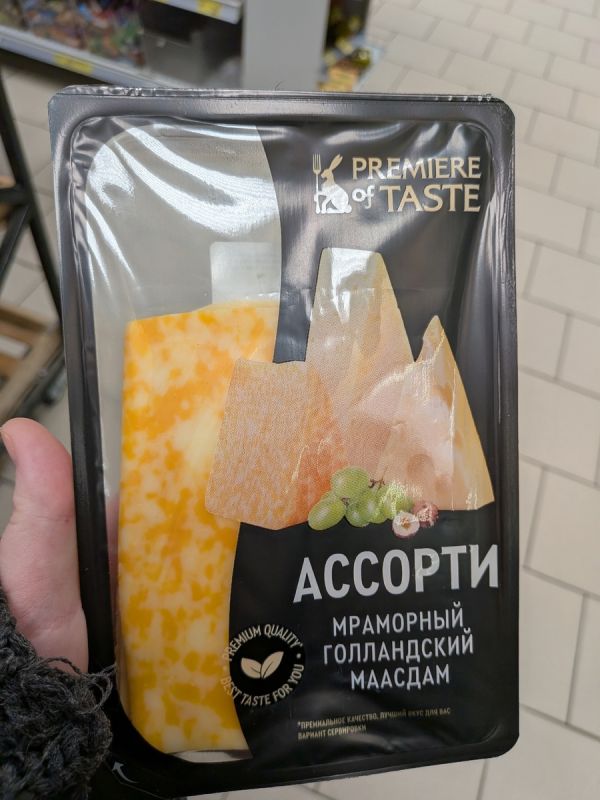 PREMIERE
of TASTE
АССОРТИ
МРАМОРНЫЙ
ГОЛЛАНДСКИЙ
МААСДАМ
PREMIUM QUALITY
BEST TASTE FOR YOU
*ПРЕМИАЛЬНОЕ КАЧЕСТВО, ЛУЧШИЙ ВКУС ДЛЯ ВАС
ВАРИАНТ СЕРВИРОВКИ